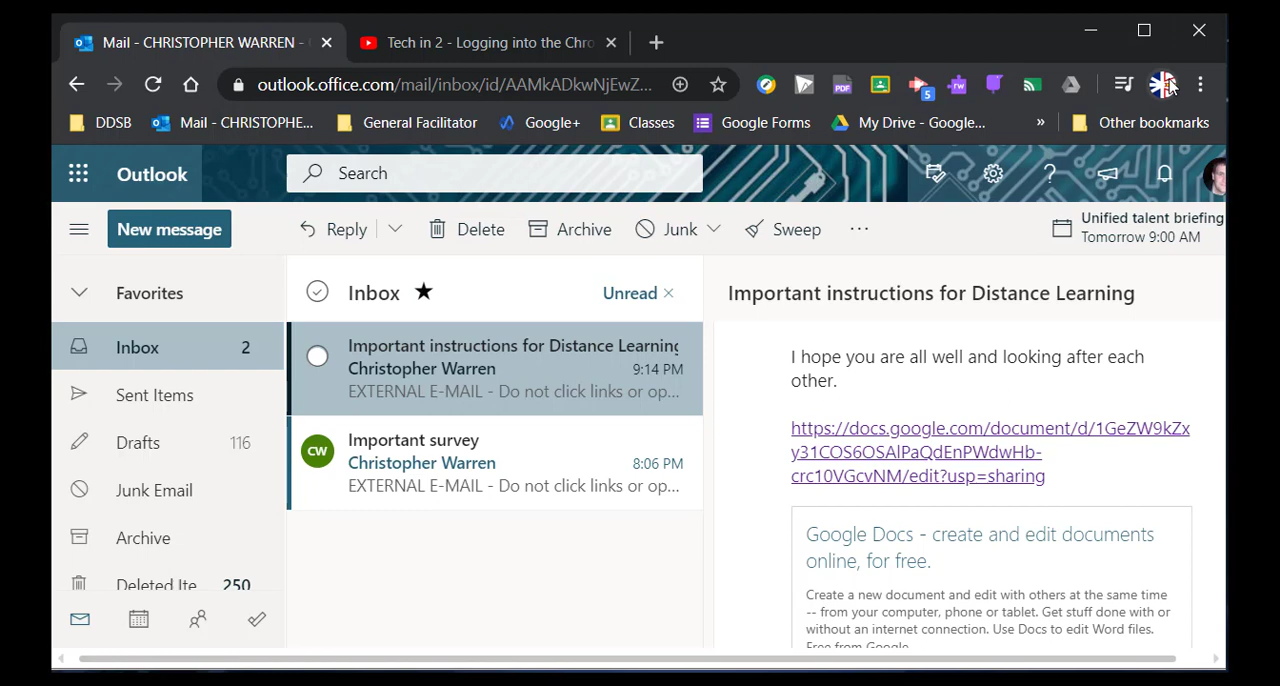 Mail - CHRISTOPHER WARREN -
Tech in 2 - Logging into the Chro
outlook.office.com/mail/inbox/id/AAMkADkwNjEwZ...
PDF
5
rw
DDSB
Mail - CHRISTOPHE...
General Facilitator
Google+
Classes
Google Forms
My Drive - Google...
»
Other bookmarks
Outlook
Search
New message
Reply
Delete
Archive
Junk
Sweep
...
Unified talent briefing
Tomorrow 9:00 AM
Favorites
Inbox 2
Sent Items
Drafts 116
Junk Email
Archive
Deleted Ite 250
Inbox ★
Unread ×
Important instructions for Distance Learning
Christopher Warren 9:14 PM
EXTERNAL E-MAIL - Do not click links or op...
CW
Important survey
Christopher Warren 8:06 PM
EXTERNAL E-MAIL - Do not click links or op...
Important instructions for Distance Learning
I hope you are all well and looking after each
other.
https://docs.google.com/document/d/1GeZW9kZx
y31COS6OSAlPaQdEnPWdwHb-
crc10VGcvNM/edit?usp=sharing
Google Docs - create and edit documents
online, for free.
Create a new document and edit with others at the same time
-- from your computer, phone or tablet. Get stuff done with or
without an internet connection. Use Docs to edit Word files.
Free from Google.